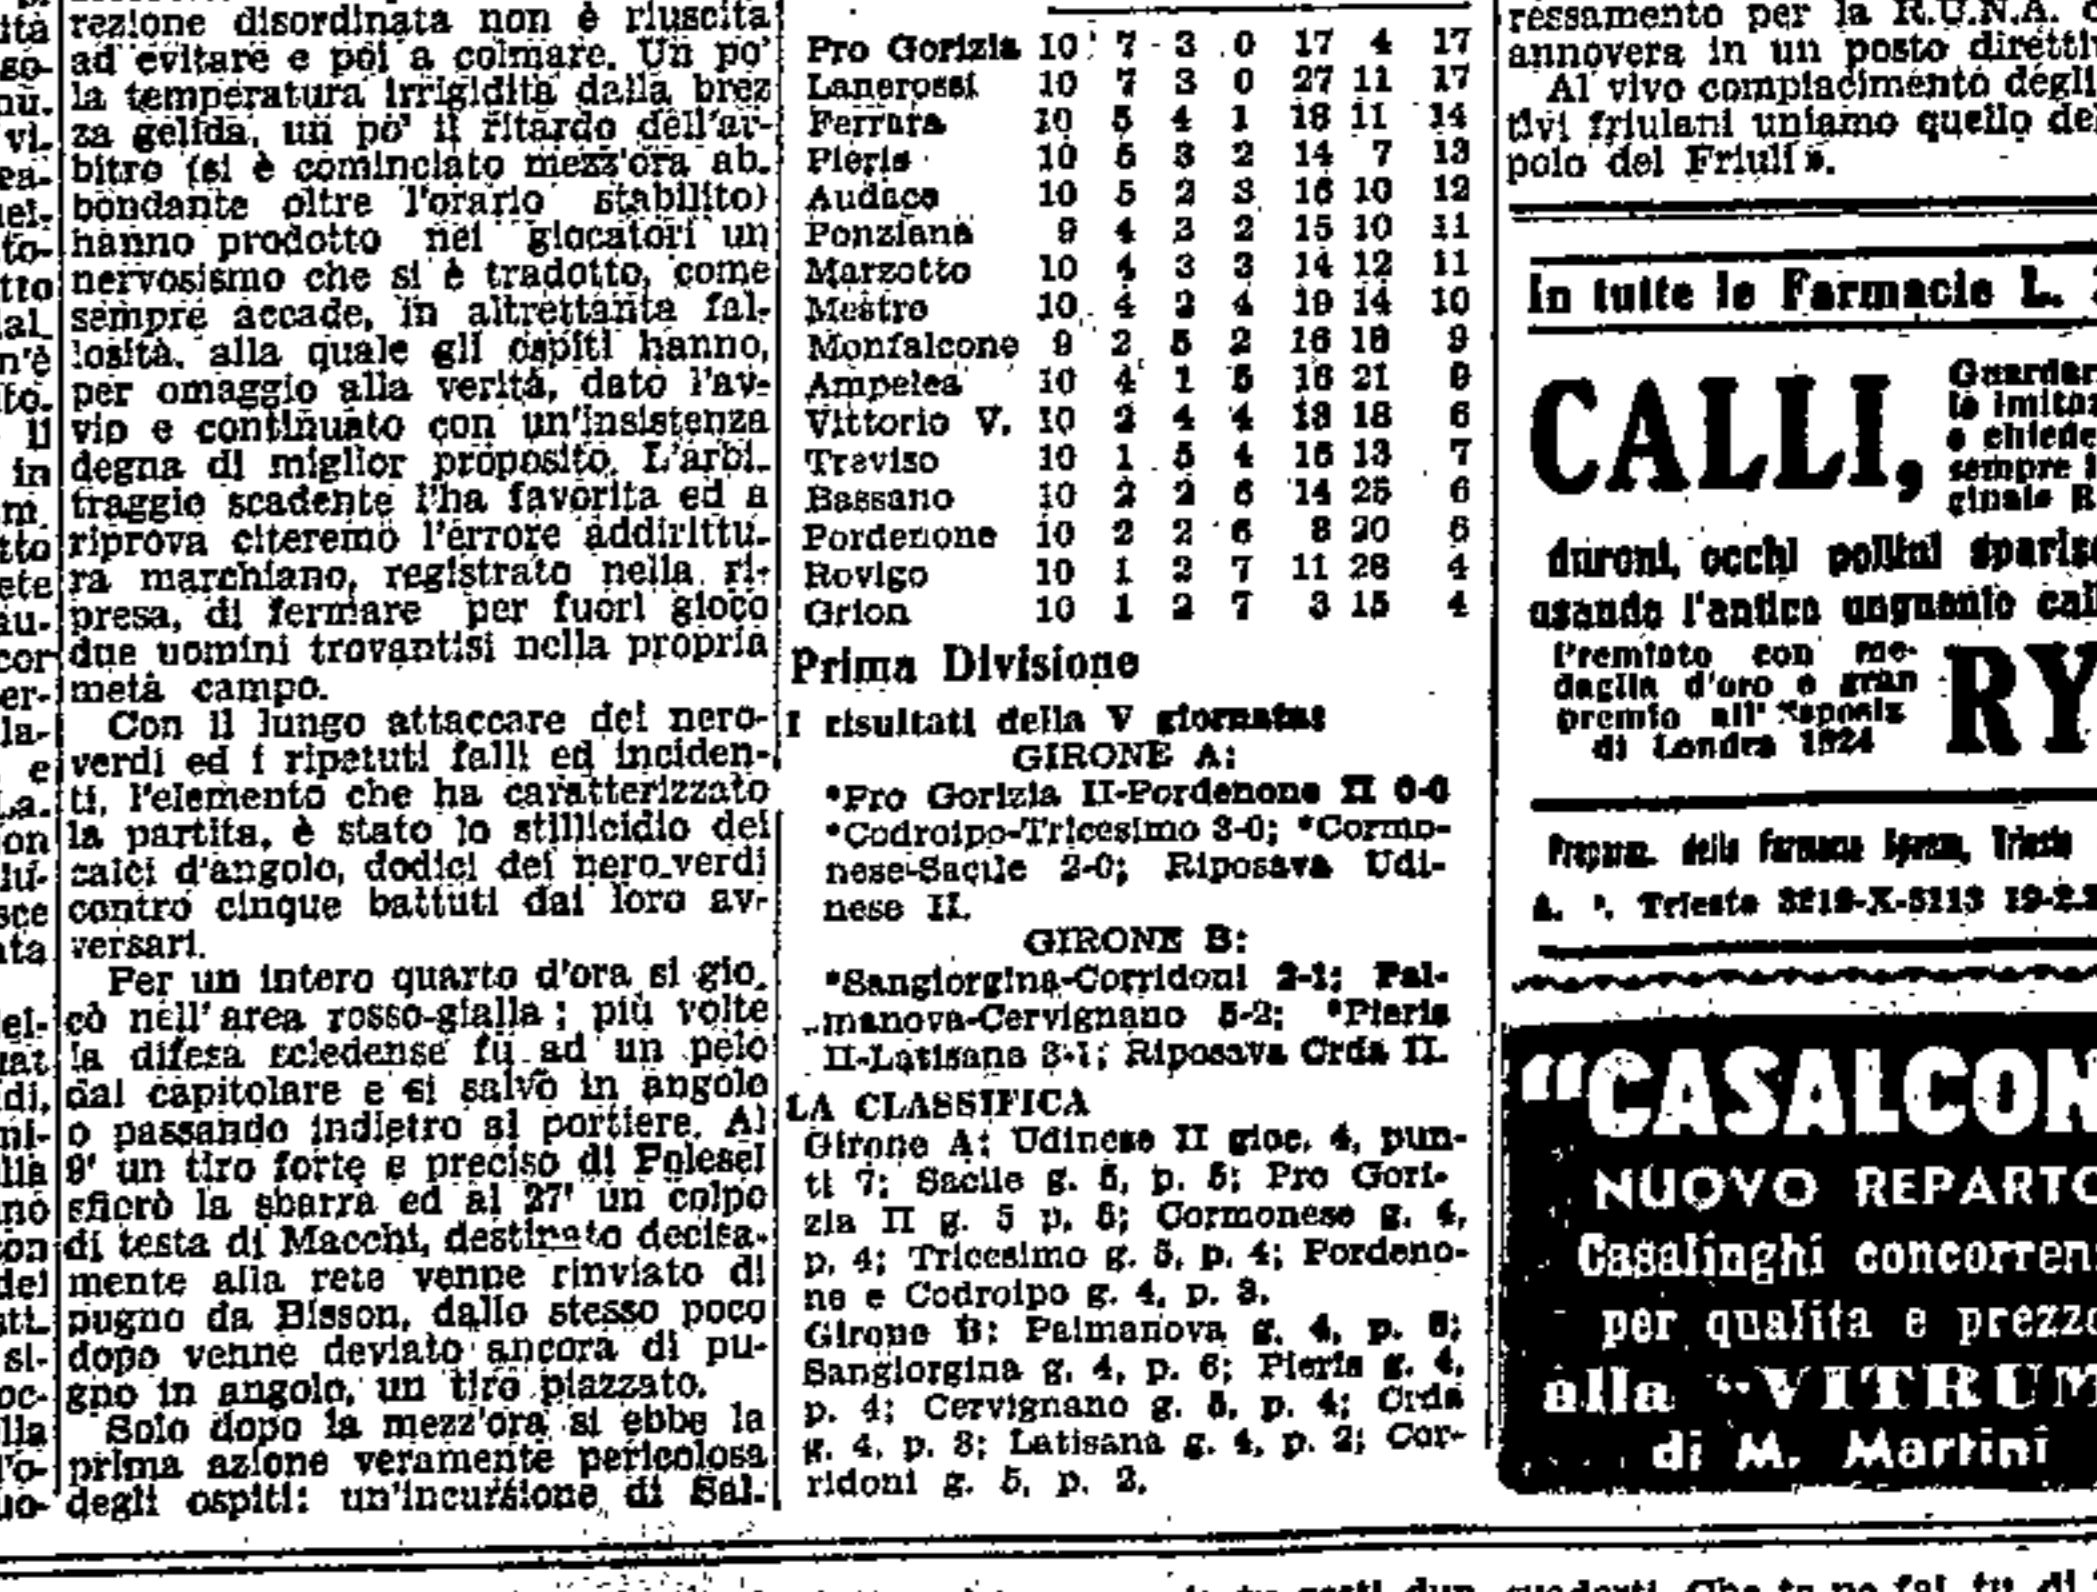 razione disordinata non è riuscita
ad evitare e poi a colmare. Un po'
la temperatura irrigidita dalla brez
za gelida, un po' il ritardo dell'ar-
bitro (si è cominciato mezz'ora ab.
bondante oltre l'orario stabilito)
hanno prodotto nei giocatori un
nervosismo che si è tradotto, come
sempre accade, in altrettanta fal-
losità, alla quale gli ospiti hanno,
per omaggio alla verità, dato l'av-
vio e continuato con un'insistenza
degna di miglior proposito. L'arbi-
traggio scadente l'ha favorita ed a
riprova citeremo l'errore addirittu-
ra marchiano, registrato nella ri-
presa, di fermare per fuori gioco
due uomini trovantisi nella propria
metà campo.
Con il lungo attaccare dei nero-
verdi ed i ripetuti falli ed inciden-
ti, l'elemento che ha caratterizzato
la partita, è stato lo stillicidio dei
calci d'angolo, dodici dei nero-verdi
contro cinque battuti dai loro av-
versari.
Per un intero quarto d'ora si gio.
cò nell'area rosso-gialla; più volte
la difesa scledense fu ad un pelo
dal capitolare e si salvò in angolo
o passando indietro al portiere. Al
9' un tiro forte e preciso di Polesel
sfiorò la sbarra ed al 27' un colpo
di testa di Macchi, destinato decisa-
mente alla rete venne rinviato di
pugno da Bisson, dallo stesso poco
dopo venne deviato ancora di pu-
gno in angolo, un tiro piazzato.
Solo dopo la mezz'ora si ebbe la
prima azione veramente pericolosa
degli ospiti: un'incursione di Sal-
Pro Gorizia 10 7 3 0 17 4 17
Lanerossi 10 7 3 0 27 11 17
Ferrara 10 5 4 1 18 11 14
Pieris 10 5 3 2 14 7 13
Audace 10 5 2 3 16 10 12
Ponziana 9 4 3 2 15 10 11
Marzotto 10 4 3 3 14 12 11
Mestre 10 4 2 4 19 14 10
Monfalcone 9 2 5 2 16 18 9
Ampelea 10 4 1 5 16 21 9
Vittorio V. 10 2 4 4 18 6
Treviso 10 1 5 4 16 13 7
Bassano 10 2 2 6 14 25 6
Pordenone 10 2 2 6 8 20 6
Rovigo 10 1 2 7 11 28 4
Grion 10 1 2 7 3 15 4
Prima Divisione
I risultati della V giornata:
GIRONE A:
*Pro Gorizia II-Pordenone II 0-0
*Codroipo-Tricesimo 3-0; *Cormo-
nese-Sacile 2-0; Riposava Udi-
nese II.
GIRONE B:
*Sangiorgina-Corridoni 2-1; Pal-
manova-Cervignano 5-2; *Pieris
II-Latisana 3-1; Riposava Crda II.
LA CLASSIFICA
Girone A: Udinese II gioc. 4, pun-
ti 7; Sacile g. 5, p. 5; Pro Gori-
zia II g. 5 p. 5; Cormonese g. 4,
p. 4; Tricesimo g. 5, p. 4; Pordeno-
ne e Codroipo g. 4, p. 3.
Girone B: Palmanova g. 4, p.
Sangiorgina g. 4, p. 6; Pieris g. 4,
p. 4; Cervignano g. 5, p. 4; Crda
g. 4, p. 3; Latisana g. 4, p. 2; Cor-
ridoni g. 5, p. 2.
ressamento per la R.U.N.A.
annovera in un posto diretti
Al vivo compiacimento degli
tivi friulani uniamo quello de
polo del Friuli».
In tutte le Farmacie L.
CALLI,
Guardar
le imitaz
e chiede
sempre l
ginale
duroni, occhi pollini sparis
usando l'antico unguento cal
Premiato con me-
daglia d'oro e gran
premio all'Esposiz
di Londra 1924
RY
Preparaz. della Farmacia Trieste
Trieste 3219-X-5113 19-2
"CASALCON
NUOVO REPARTO
Casalinghi concorren
per qualità e prezzo
alla "VITRUM
di M. Martini